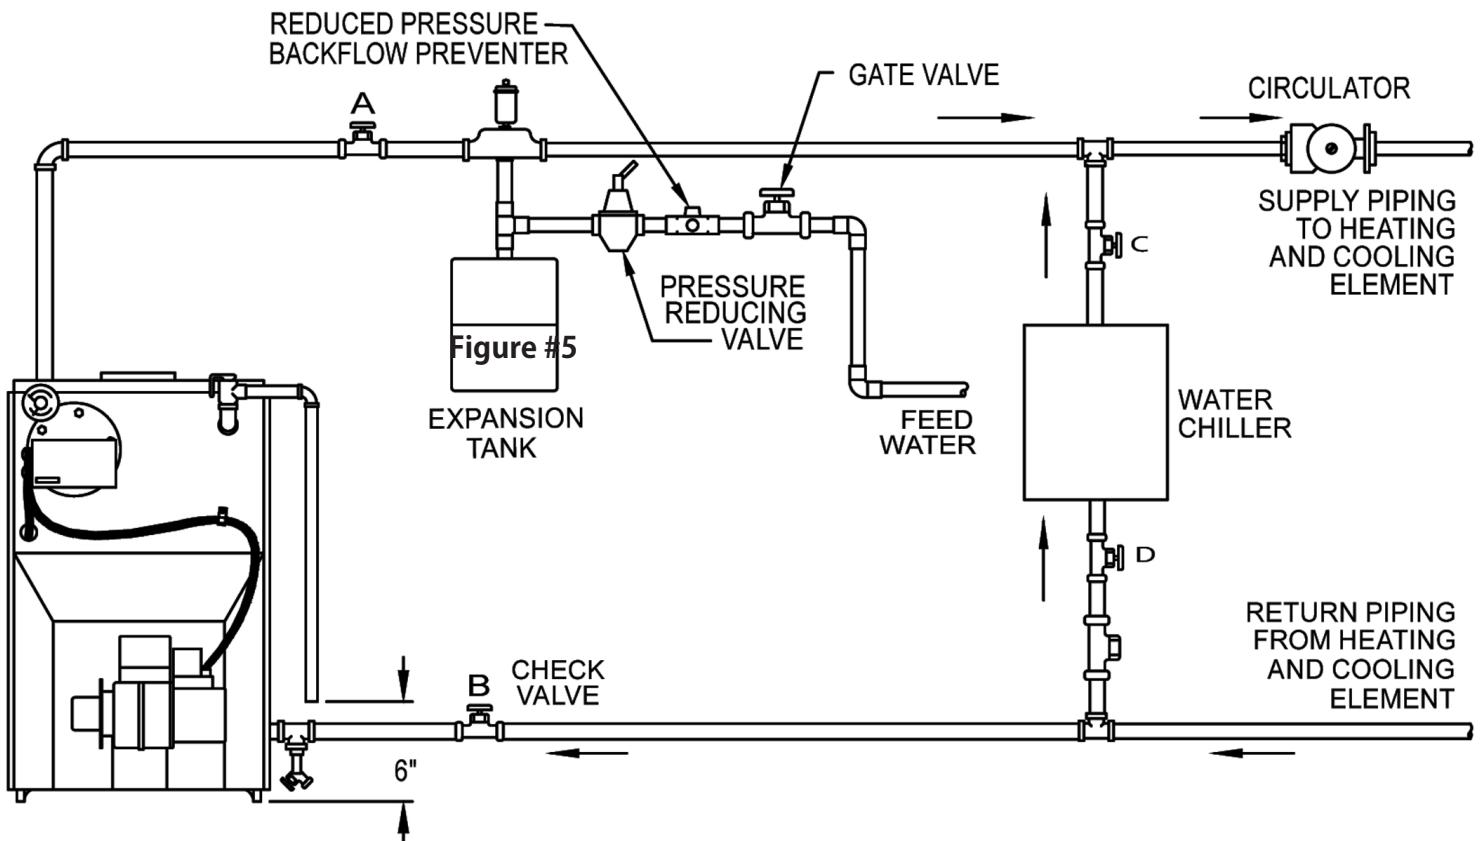 REDUCED PRESSURE
BACKFLOW PREVENTER
GATE VALVE
CIRCULATOR
A
SUPPLY PIPING
TO HEATING
AND COOLING
ELEMENT
C
PRESSURE
REDUCING
VALVE
Figure #5
EXPANSION
TANK
FEED
WATER
WATER
CHILLER
D
RETURN PIPING
FROM HEATING
AND COOLING
ELEMENT
CHECK
VALVE
B
6"